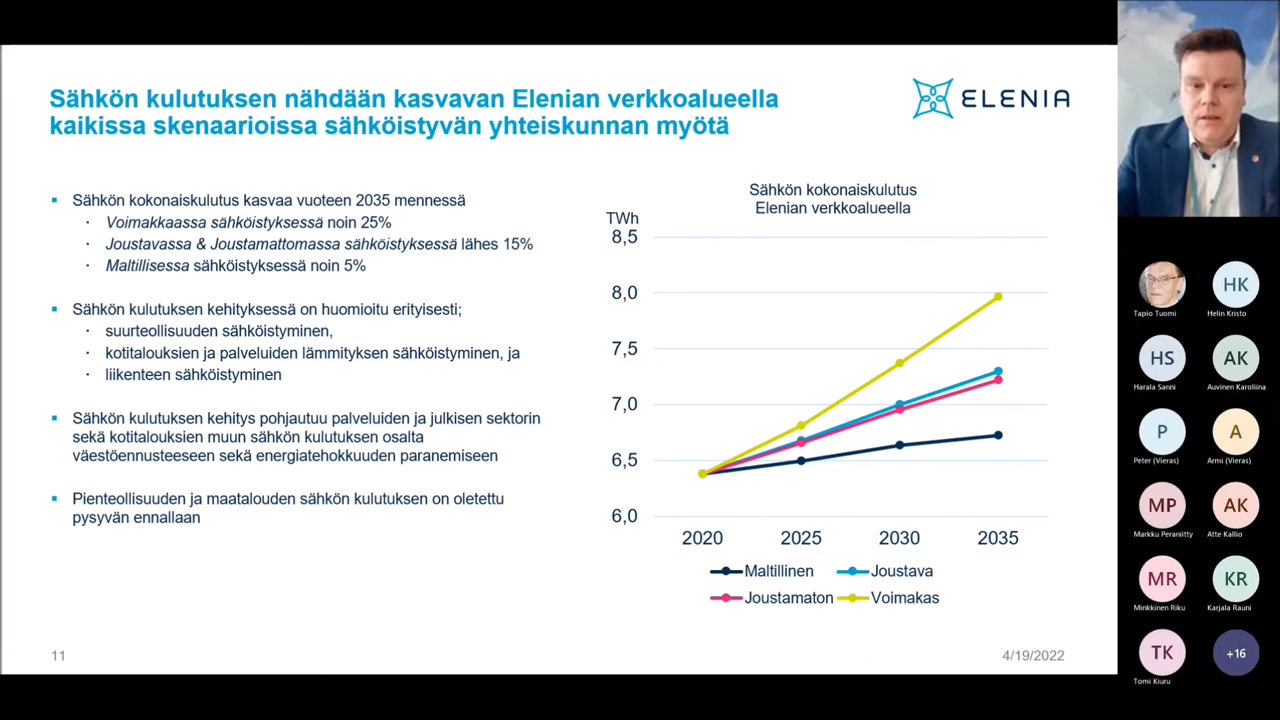 Sähkön kulutuksen nähdään kasvavan Elenian verkkoalueella
kaikissa skenaarioissa sähköistyvän yhteiskunnan myötä
ELENIA
Sähkön kokonaiskulutus kasvaa vuoteen 2035 mennessä
Voimakkaassa sähköistyksessä noin 25%
Joustavassa & Joustamattomassa sähköistyksessä lähes 15%
Maltillisessa sähköistyksessä noin 5%
Sähkön kulutuksen kehityksessä on huomioitu erityisesti;
suurteollisuuden sähköistyminen,
kotitalouksien ja palveluiden lämmityksen sähköistyminen, ja
liikenteen sähköistyminen
Sähkön kulutuksen kehitys pohjautuu palveluiden ja julkisen sektorin
sekä kotitalouksien muun sähkön kulutuksen osalta
väestöennusteeseen sekä energiatehokkuuden paranemiseen
Pienteollisuuden ja maatalouden sähkön kulutuksen on oletettu
pysyvän ennallaan
Sähkön kokonaiskulutus
Elenian verkkoalueella
TWh
8,5
8,0
7,5
7,0
6,5
6,0
2020 2025 2030 2035
Maltillinen Joustava
Joustamaton Voimakas
11
4/19/2022
HK
Tapio Tuomi Helin Kristo
HS AK
Harala Sanni Auvinen Karoliina
P A
Peter (Vieras) Armi (Vieras)
MP AK
Markku Peraniitty Atte Kallio
MR KR
Minkkinen Riku Karjala Rauni
TK +16
Tomi Kiuru